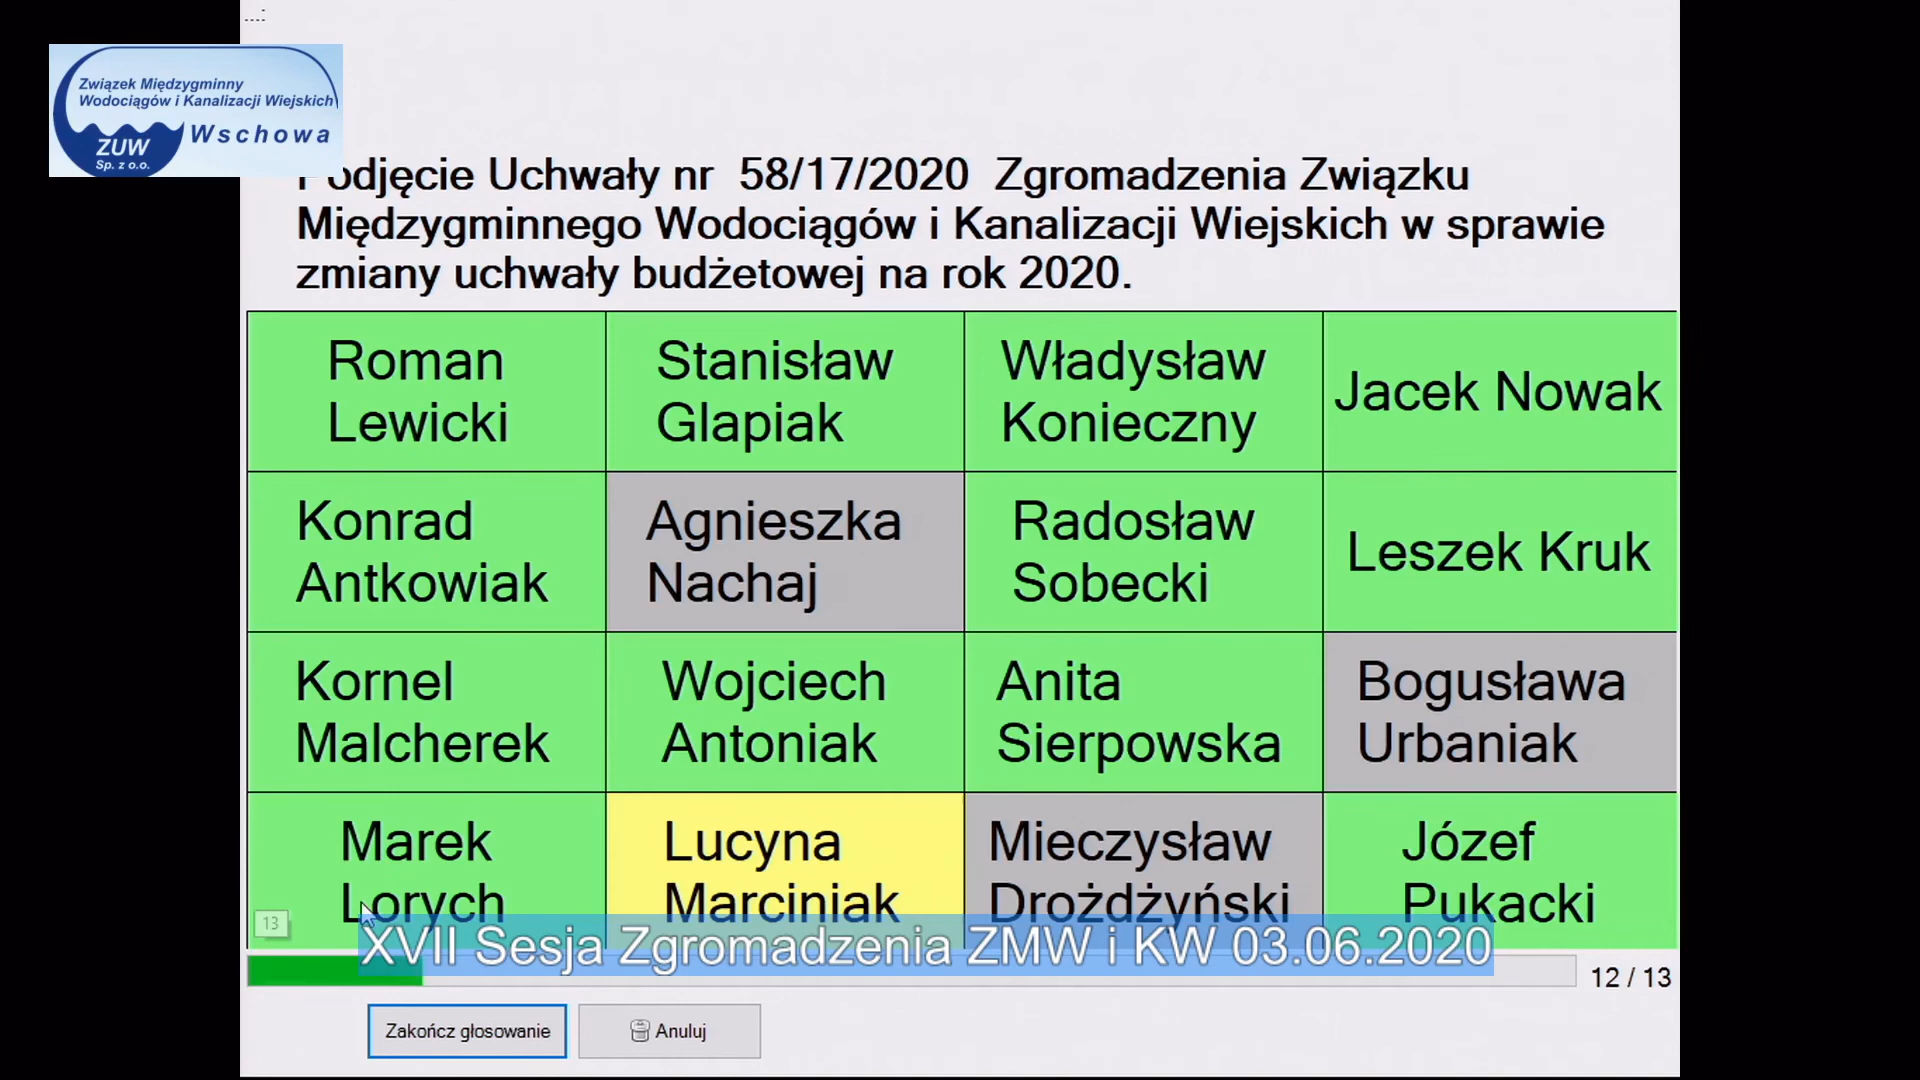 Związek Międzygminny
Wodociągów i Kanalizacji Wiejskich
Wschowa
ZUW
Sp. z o.o.
Podjęcie Uchwały nr 58/17/2020 Zgromadzenia Związku
Międzygminnego Wodociągów i Kanalizacji Wiejskich w sprawie
zmiany uchwały budżetowej na rok 2020.
Roman
Lewicki
Stanisław
Glapiak
Władysław
Konieczny
Jacek Nowak
Konrad
Antkowiak
Agnieszka
Nachaj
Radosław
Sobecki
Leszek Kruk
Kornel
Malcherek
Wojciech
Antoniak
Anita
Sierpowska
Bogusława
Urbaniak
Marek
Lorych
Lucyna
Marciniak
Mieczysław
Drożdżyński
Józef
Pukacki
13
XVII Sesja Zgromadzenia ZMW i KW 03.06.2020
12 / 13
Zakończ głosowanie
Anuluj